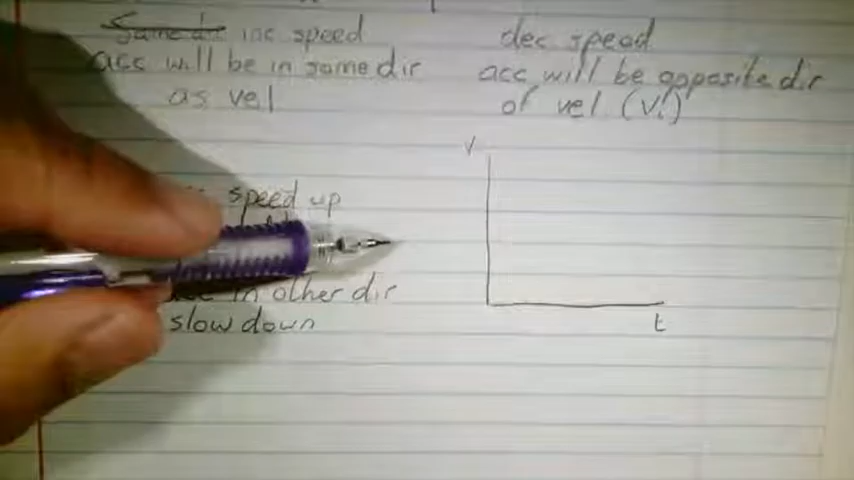 inc speed
acc will be in same dir
as vel
dec speed
acc will be opposite dir
of vel (Vi)
speed up
in other dir
slow down
v
t